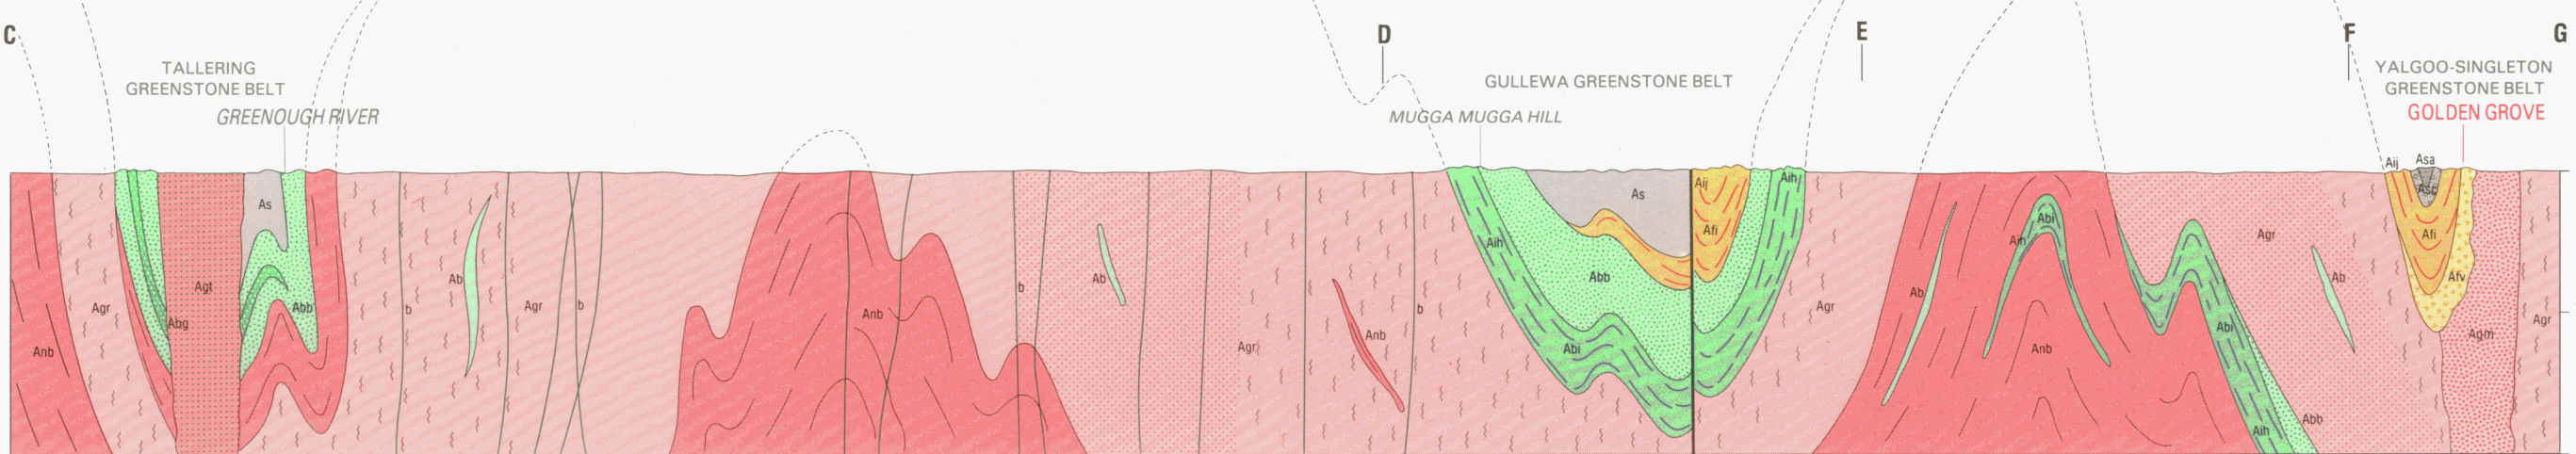 C
D
E
F
G
TALLERING
GREENSTONE BELT
GREENOUGH RIVER
GULLEWA GREENSTONE BELT
MUGGA MUGGA HILL
YALGOO-SINGLETON
GREENSTONE BELT
GOLDEN GROVE
Anb
Agr
Abg
Agt
As
Abb
b
Ab
Agr
b
Anb
b
Ab
Agr
Anb
b
Aih
Abi
Abb
As
Aij
Afi
Aih
Agr
Ab
Aih
Abi
Anb
Abi
Aih
Abb
Agr
Ab
Aij
Asa
Asc
Afi
Afv
Agm
Agr